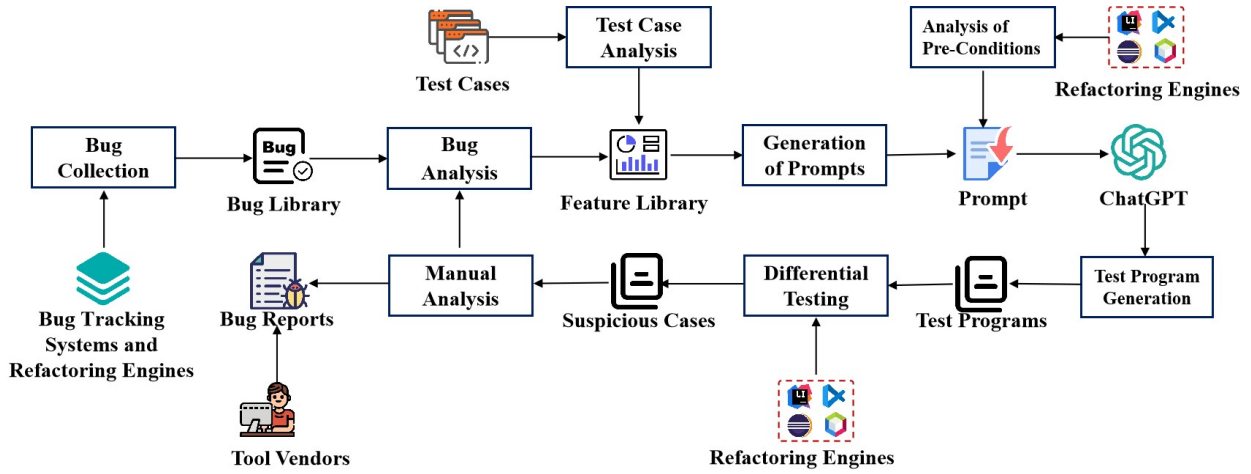 Test Cases
Test Case
Analysis
Analysis of
Pre-Conditions
LI
Refactoring Engines
Bug
Collection
Bug
Bug Library
Bug
Analysis
Feature Library
Generation
of Prompts
Prompt
ChatGPT
Bug Tracking
Systems and
Refactoring Engines
Bug Reports
Manual
Analysis
Suspicious Cases
Differential
Testing
Test Programs
Test Program
Generation
Tool Vendors
LI
Refactoring Engines